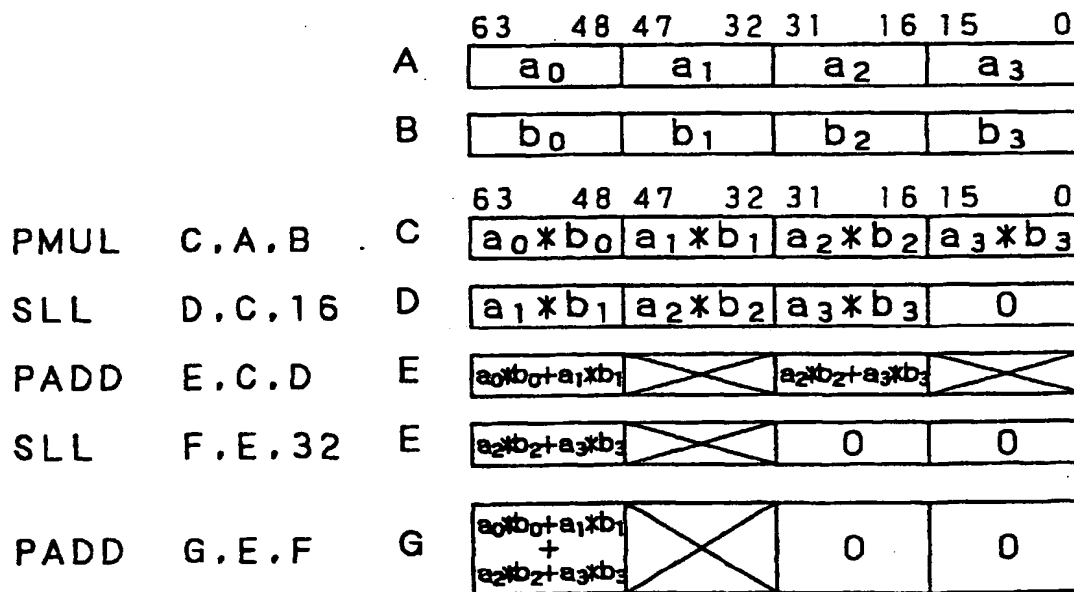 63 48 47 32 31 16 15 0
A a0 a1 a2 a3
B b0 b1 b2 b3
63 48 47 32 31 16 15 0
PMUL C.A.B C a0*b0 a1*b1 a2*b2 a3*b3
SLL D.C.16 D a1*b1 a2*b2 a3*b3 0
PADD E.C.D E a0*b0+a1*b1 a2*b2+a3*b3
SLL F.E.32 E a2*b2+a3*b3 0 0
a0*b0+a1*b1
PADD G.E.F G + 0 0
a2*b2+a3*b3